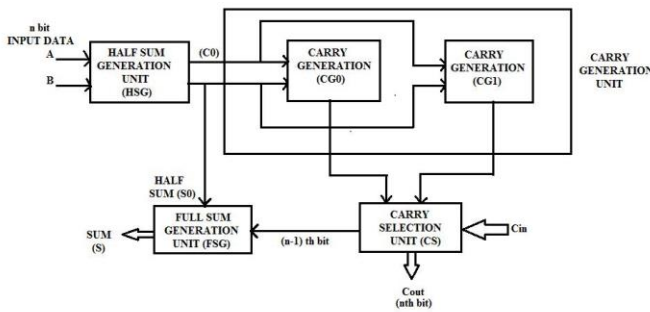 n bit
INPUT DATA
A
B
HALF SUM
GENERATION
UNIT
(HSG)
(C0)
CARRY
GENERATION
(CG0)
CARRY
GENERATION
(CG1)
CARRY
GENERATION
UNIT
HALF
SUM (S0)
SUM
(S)
FULL SUM
GENERATION
UNIT (FSG)
(n-1) th bit
CARRY
SELECTION
UNIT (CS)
Cin
Cout
(nth bit)